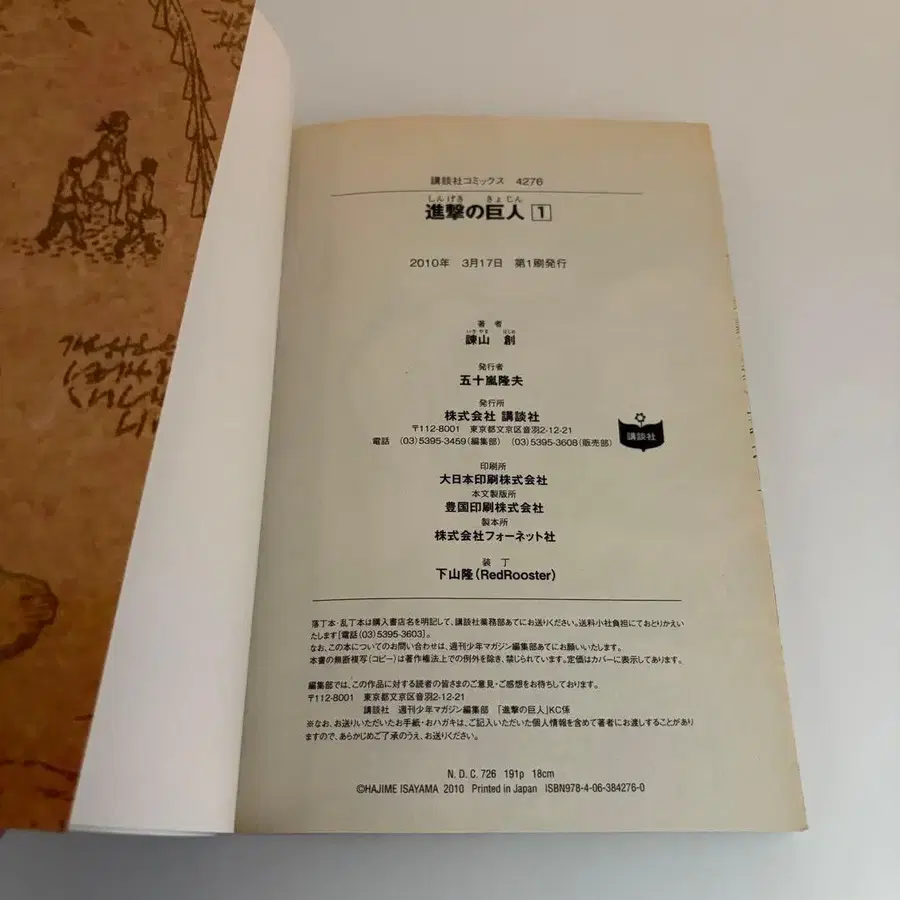 講談社コミックス 4276
しんげき きょじん
進撃の巨人 1
2010年 3月17日 第1刷発行
著者
いさやま はじめ
諫山 創
発行者
五十嵐隆夫
発行所
株式会社 講談社
〒112-8001 東京都文京区音羽2-12-21
電話 (03)5395-3459(編集部) (03)5395-3608(販売部)
講談社
印刷所
大日本印刷株式会社
本文製版所
豊国印刷株式会社
製本所
株式会社フォーネット社
装丁
下山隆(RedRooster)
落丁本・乱丁本は購入書店名を明記して、講談社業務部あてにお送りください。送料小社負担にておとりかえい
たします[電話(03)5395-3603]。
なお、この本についてのお問い合わせは、週刊少年マガジン編集部あてにお願いいたします。
本書の無断複写(コピー)は著作権法上での例外を除き、禁じられています。定価はカバーに表示してあります。
編集部では、この作品に対する読者の皆さまのご意見・ご感想をお待ちしております。
〒112-8001 東京都文京区音羽2-12-21
講談社 週刊少年マガジン編集部 「進撃の巨人」KC係
※なお、お送りいただいたお手紙・おハガキは、ご記入いただいた個人情報を含めて著者にお渡しすることがあり
ますので、あらかじめご了承のうえ、お送りください。
N. D. C. 726 191p 18cm
©HAJIME ISAYAMA 2010 Printed in Japan ISBN978-4-06-384276-0